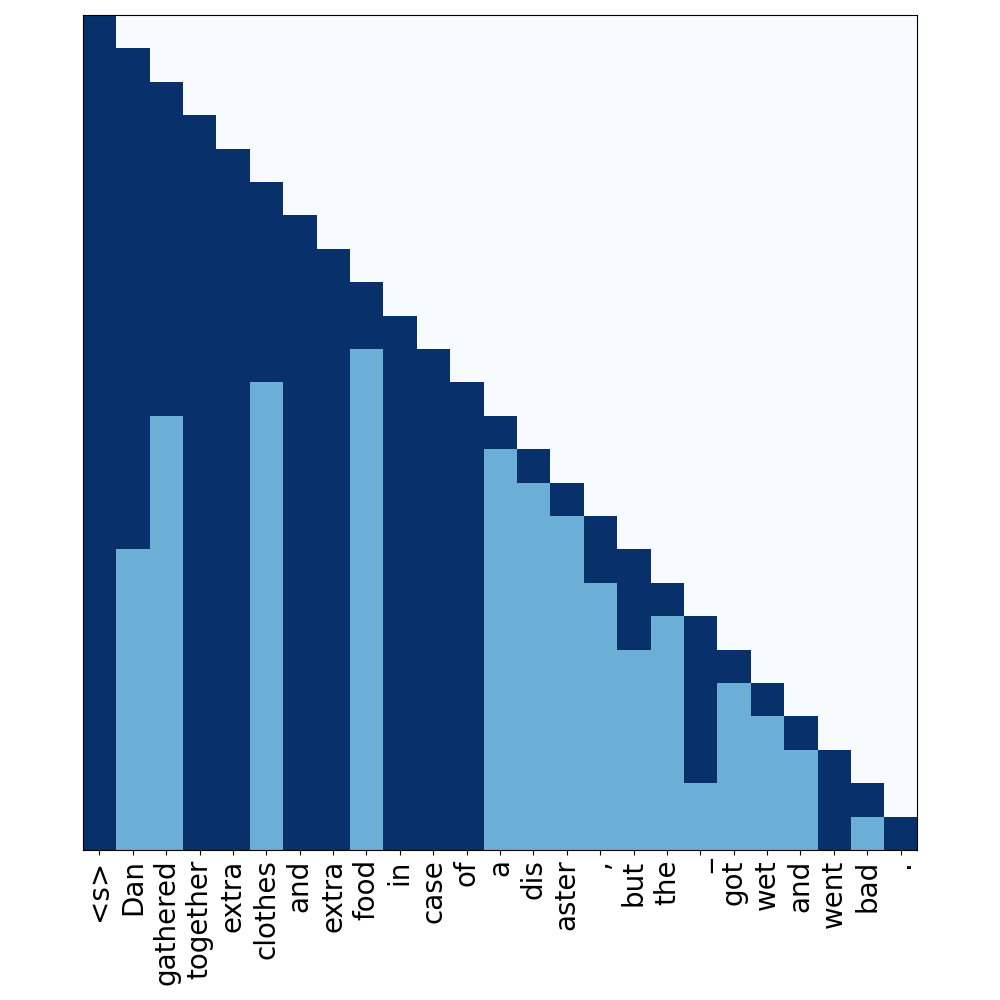 <s> Dan gathered together extra clothes and extra food in case of a dis aster , but the _ got wet and went bad .